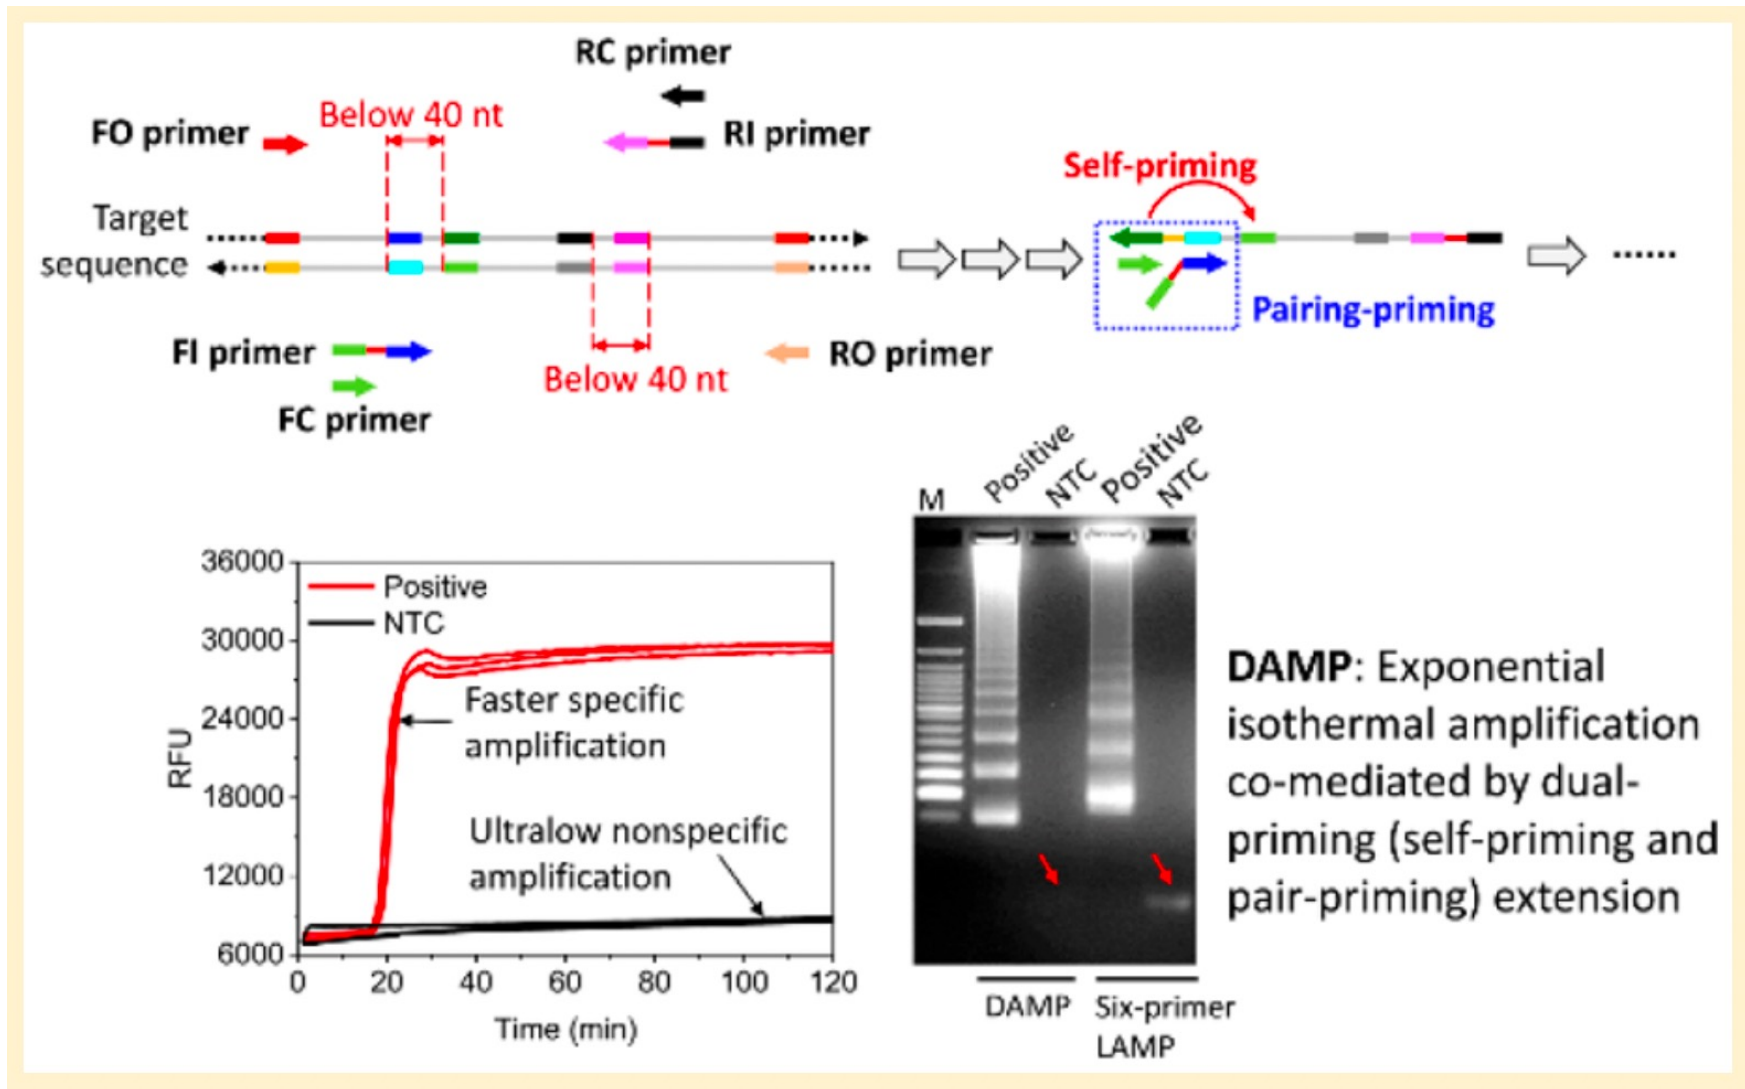 RC primer
FO primer
Below 40 nt
RI primer
Target
sequence
Self-priming
Pairing-priming
FI primer
FC primer
Below 40 nt
RO primer
36000
30000
24000
18000
12000
6000
RFU
Positive
NTC
Faster specific
amplification
Ultralow nonspecific
amplification
0
20
40
60
80
100
120
Time (min)
M
Positive
NTC
Positive
NTC
DAMP
Six-primer
LAMP
DAMP: Exponential
isothermal amplification
co-mediated by dual-
priming (self-priming and
pair-priming) extension